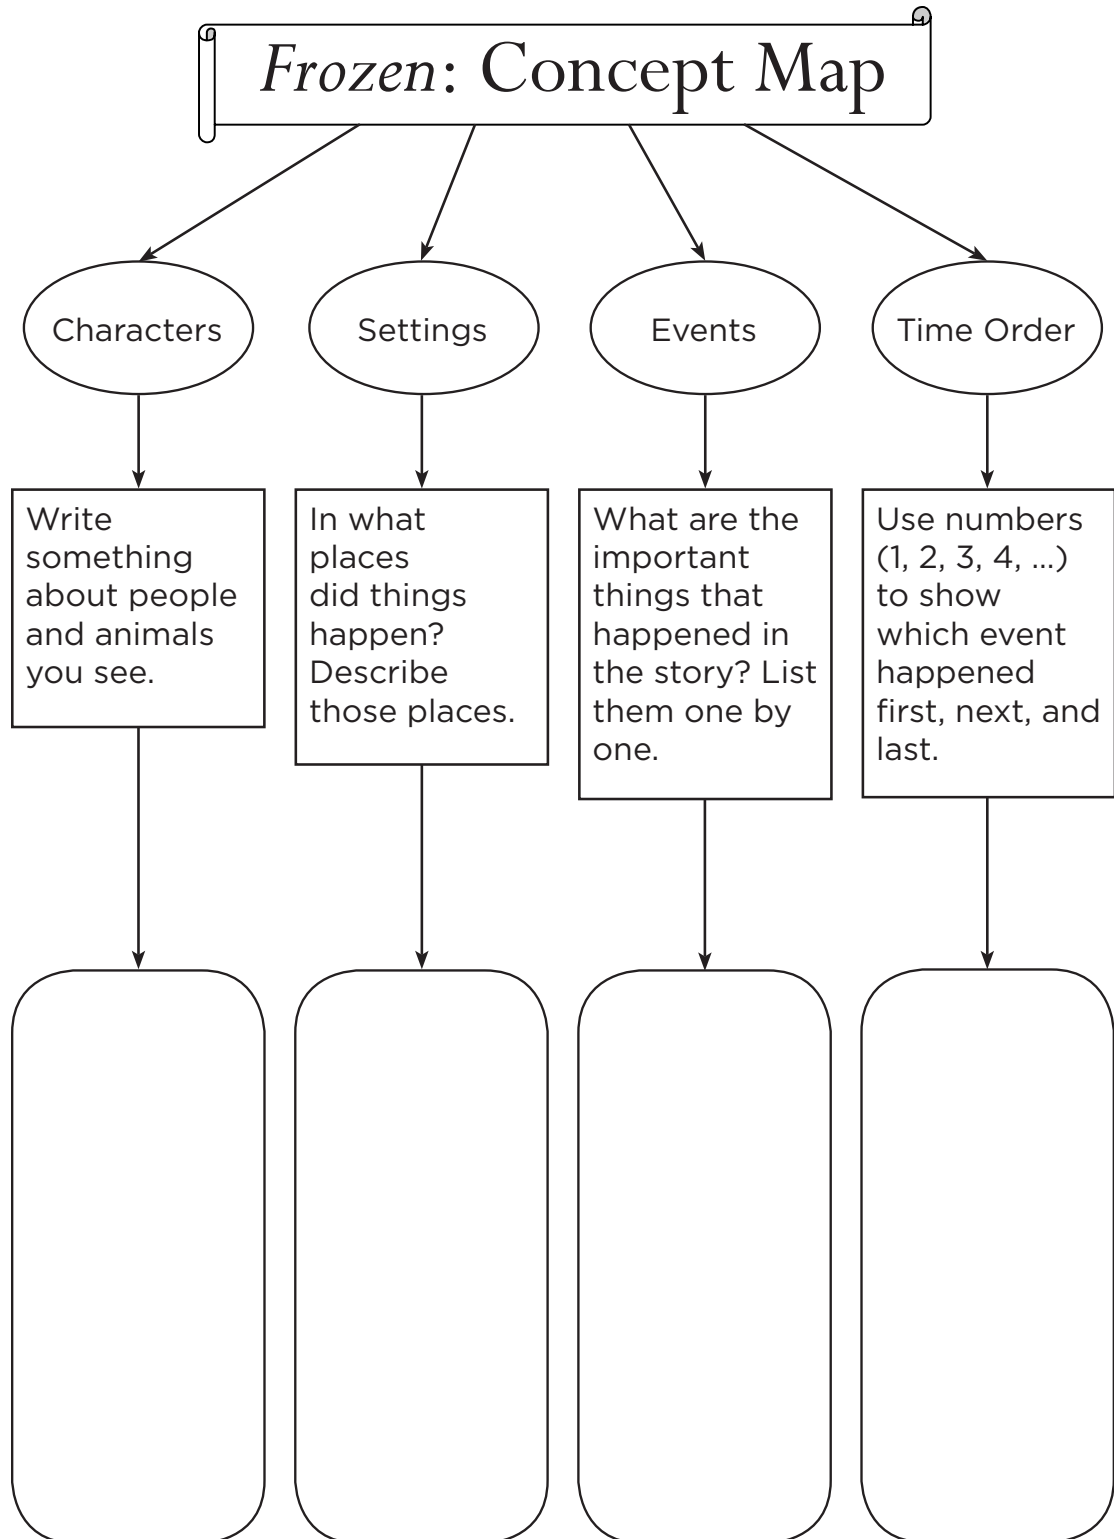 Frozen: Concept Map
Characters
Settings
Events
Time Order
Write
something
about people
and animals
you see.
In what
places
did things
happen?
Describe
those places.
What are the
important
things that
happened in
the story? List
them one by
one.
Use numbers
(1, 2, 3, 4, ...)
to show
which event
happened
first, next, and
last.